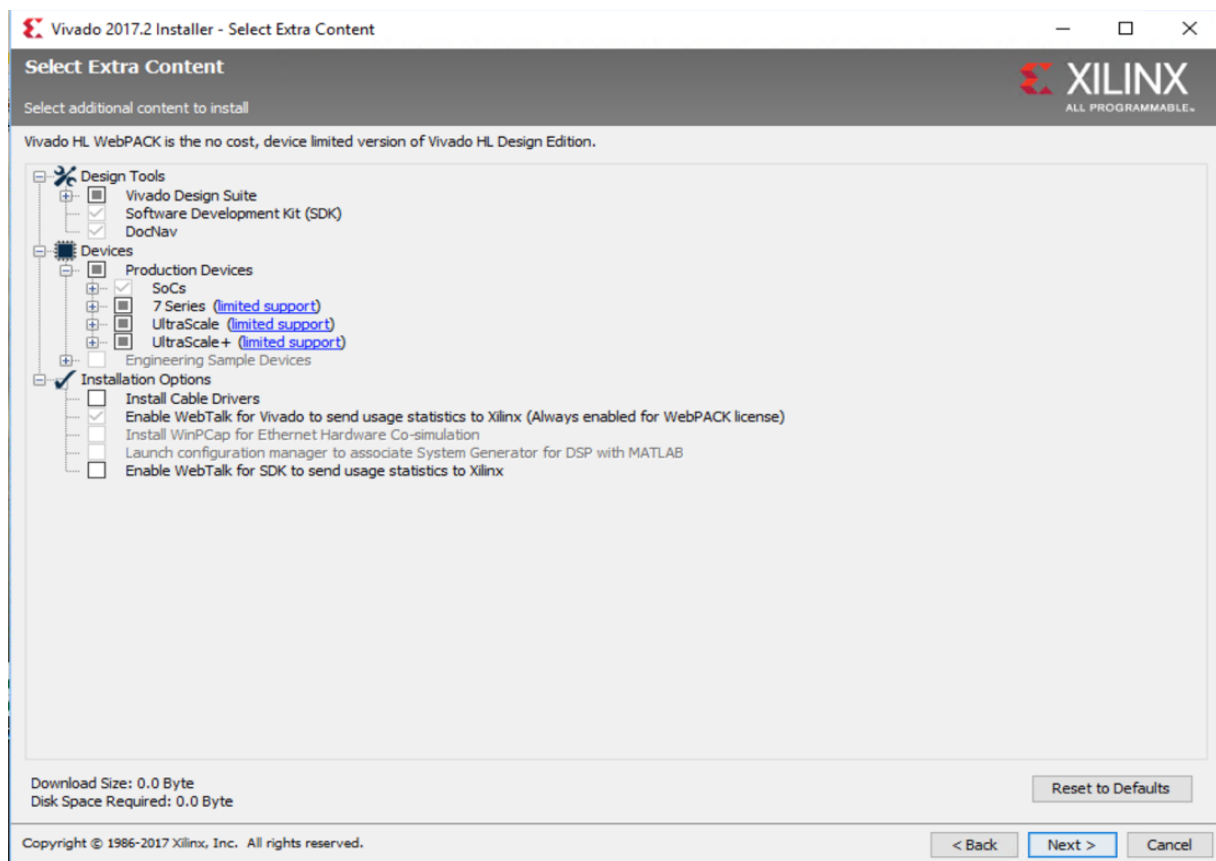 Vivado 2017.2 Installer - Select Extra Content
Select Extra Content
XILINX
ALL PROGRAMMABLE™
Select additional content to install
Vivado HL WebPACK is the no cost, device limited version of Vivado HL Design Edition.
Design Tools
Vivado Design Suite
Software Development Kit (SDK)
DocNav
Devices
Production Devices
SoCs
7 Series (limited support)
UltraScale (limited support)
UltraScale+ (limited support)
Engineering Sample Devices
Installation Options
Install Cable Drivers
Enable WebTalk for Vivado to send usage statistics to Xilinx (Always enabled for WebPACK license)
Install WinPCap for Ethernet Hardware Co-simulation
Launch configuration manager to associate System Generator for DSP with MATLAB
Enable WebTalk for SDK to send usage statistics to Xilinx
Download Size: 0.0 Byte
Disk Space Required: 0.0 Byte
Reset to Defaults
Copyright © 1986-2017 Xilinx, Inc. All rights reserved.
< Back Next > Cancel